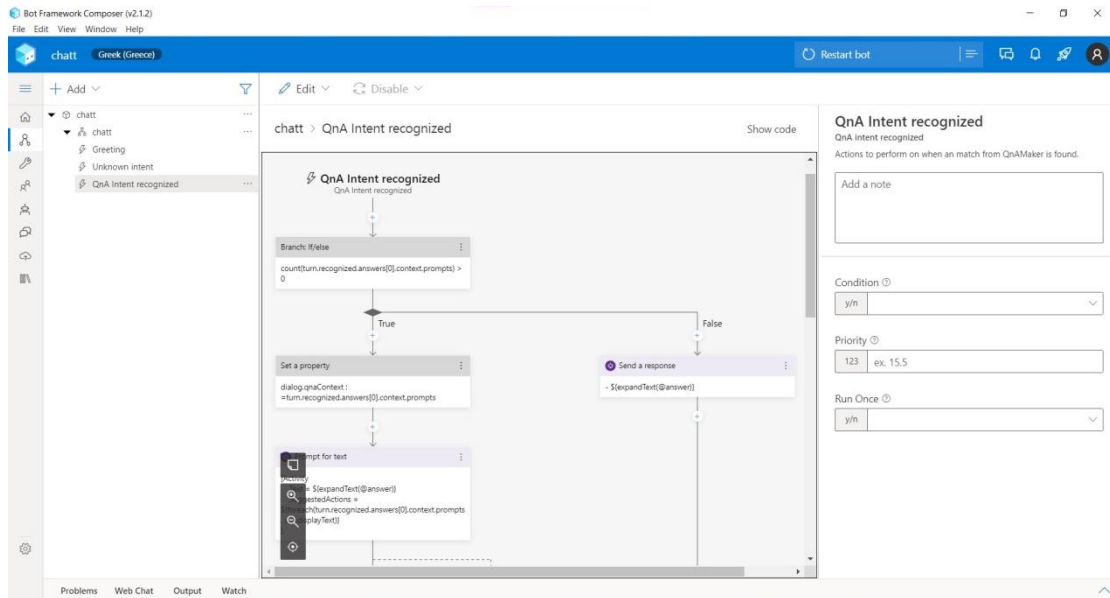 Bot Framework Composer (v2.1.2)
File Edit View Window Help
chatt Greek (Greece)
Restart bot
Add
Edit Disable
chatt
chatt
Greeting
Unknown intent
QnA Intent recognized
chatt > QnA Intent recognized
Show code
QnA Intent recognized
QnA Intent recognized
Branch: If/else
count(turn.recognized.answers[0].context.prompts) >
0
True
False
Set a property
dialog.qnaContext :
=turn.recognized.answers[0].context.prompts
Send a response
- ${expandText(@answer)}
mpt for text
= ${expandText(@answer)}
estedActions =
ach(turn.recognized.answers[0].context.prompts
playText)}
QnA Intent recognized
QnA intent recognized
Actions to perform on when an match from QnAMaker is found.
Add a note
Condition
y/n
Priority
123 ex. 15.5
Run Once
y/n
Problems Web Chat Output Watch